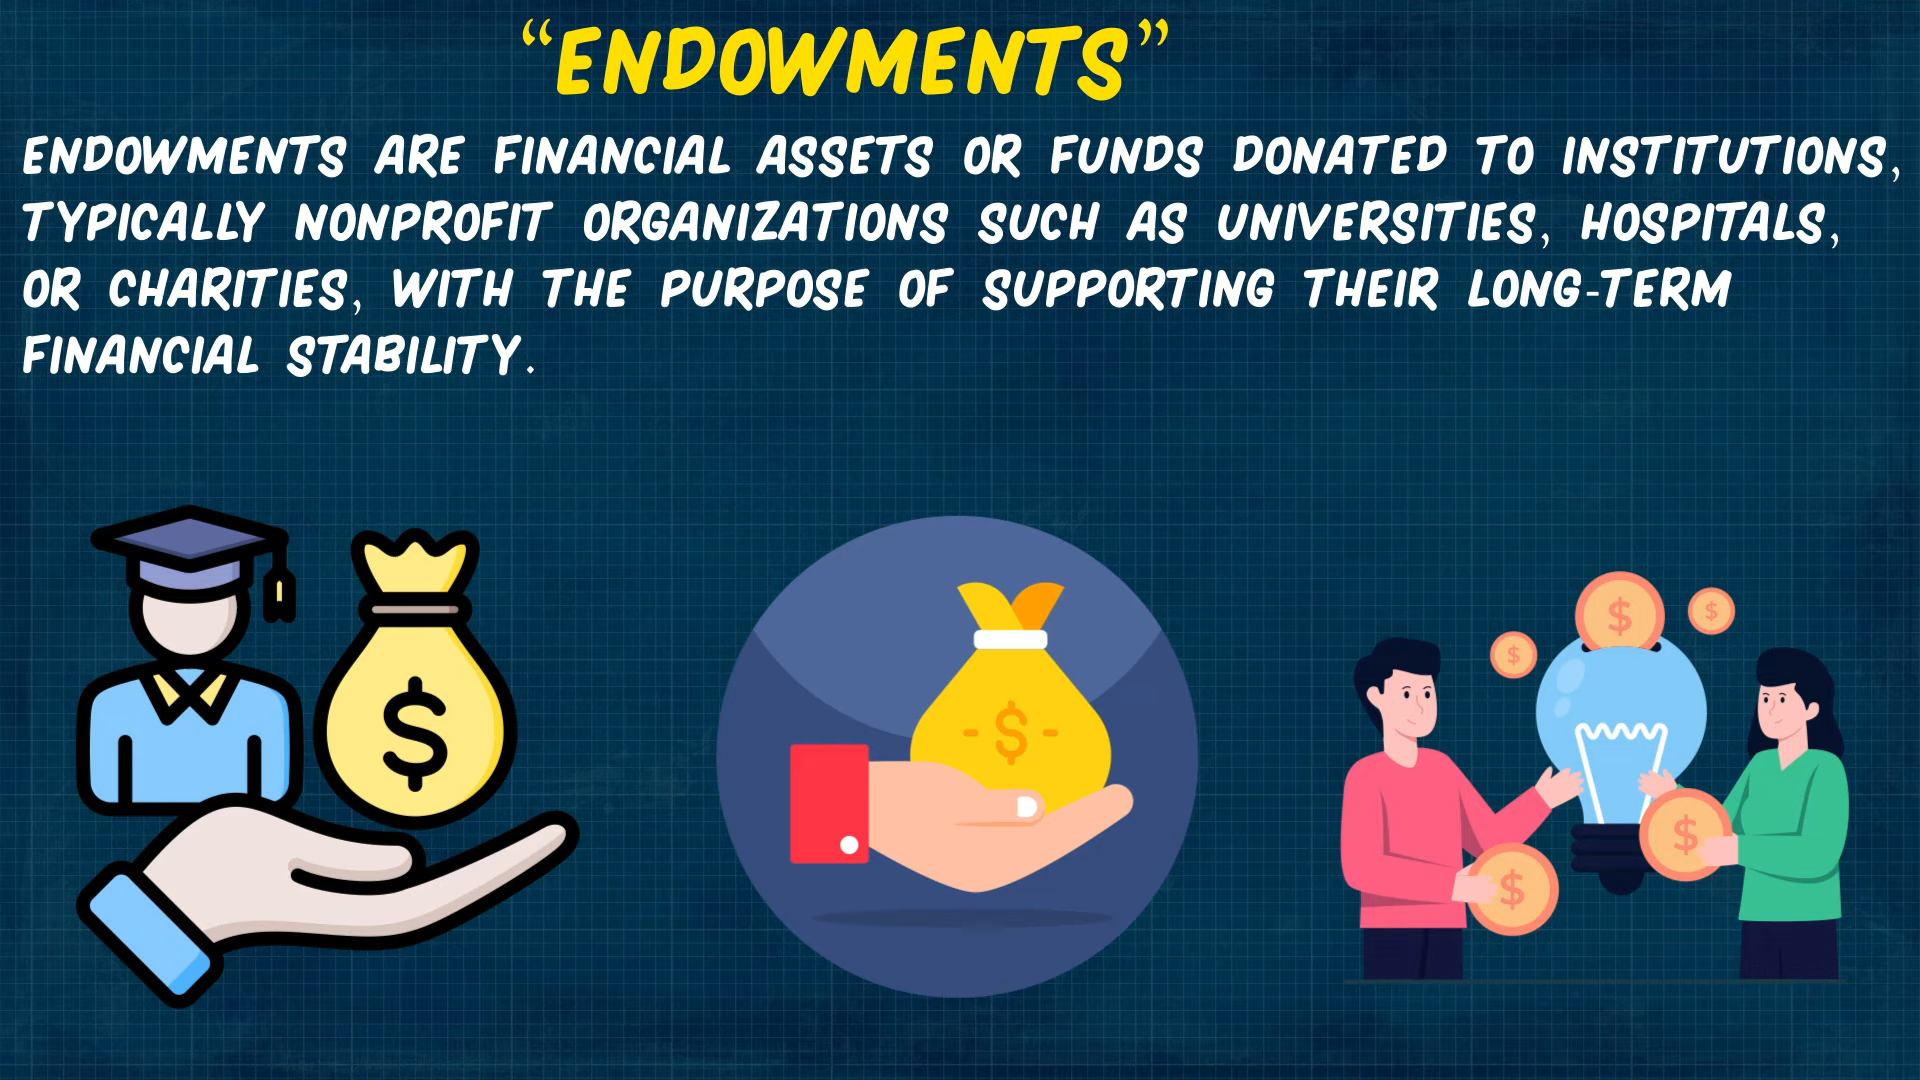 “ENDOWMENTS”
ENDOWMENTS ARE FINANCIAL ASSETS OR FUNDS DONATED TO INSTITUTIONS,
TYPICALLY NONPROFIT ORGANIZATIONS SUCH AS UNIVERSITIES, HOSPITALS,
OR CHARITIES, WITH THE PURPOSE OF SUPPORTING THEIR LONG-TERM
FINANCIAL STABILITY.
$
-$-
$
$
$
$
$